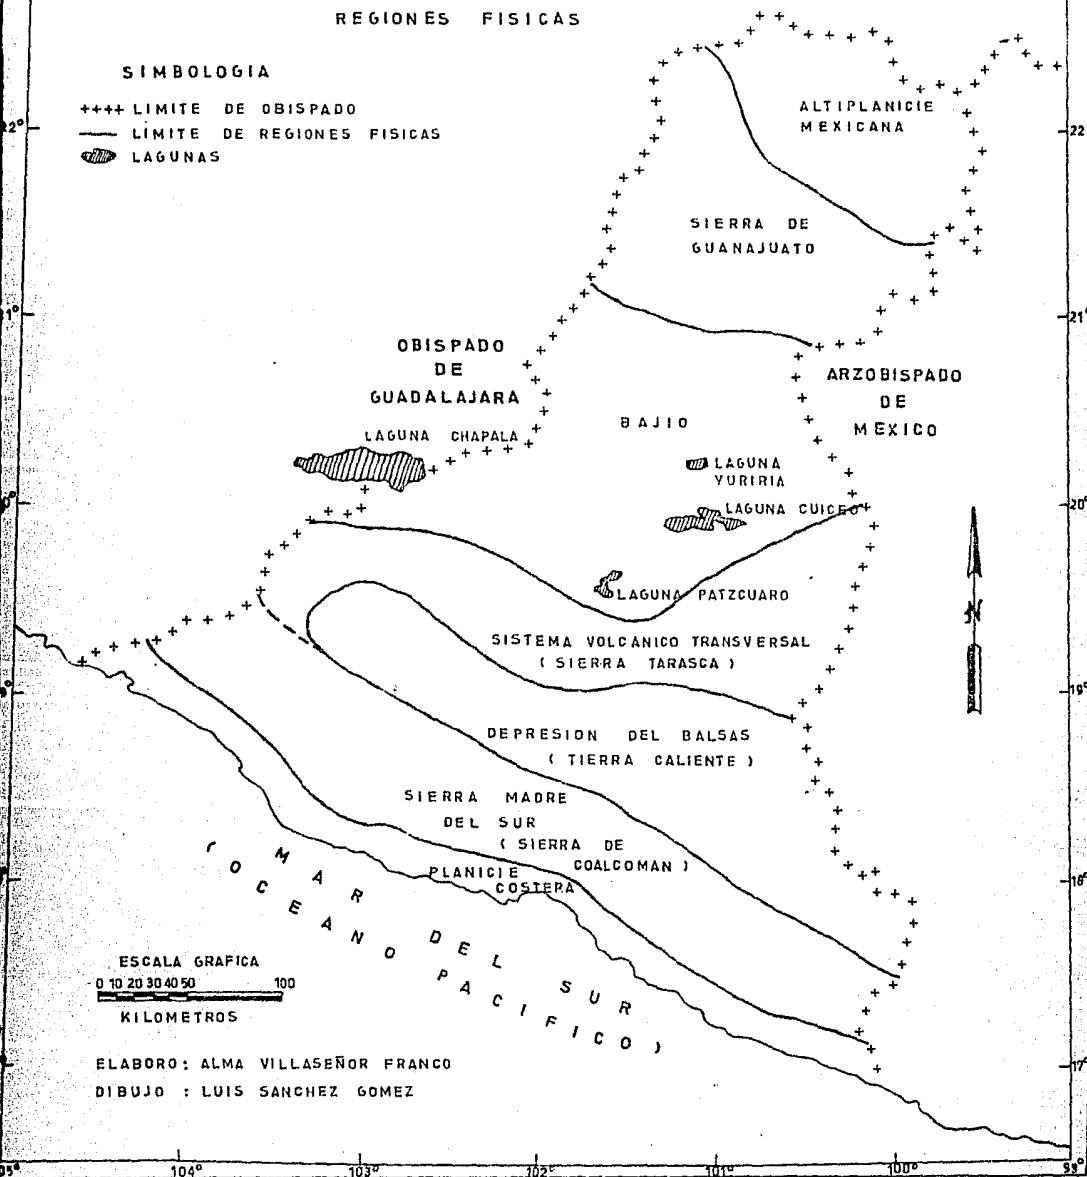 REGIONES FISICAS
SIMBOLOGIA
++++ LIMITE DE OBISPADO
LIMITE DE REGIONES FISICAS
LAGUNAS
ALTIPLANICIE
MEXICANA
22°
22°
SIERRA DE
GUANAJUATO
21°
21°
OBISPADO
DE
GUADALAJARA
ARZOBISPADO
DE
MEXICO
BAJIO
LAGUNA CHAPALA
LAGUNA
YURIRIA
LAGUNA CUICEO
20°
LAGUNA PATZCUARO
N
SISTEMA VOLCANICO TRANSVERSAL
( SIERRA TARASCA )
19°
DEPRESION DEL BALSAS
( TIERRA CALIENTE )
SIERRA MADRE
DEL SUR
( SIERRA DE
COALCOMAN )
PLANICIE
COSTERA
18°
MAR DEL SUR
( OCEANO PACIFICO )
ESCALA GRAFICA
0 10 20 30 40 50 100
KILOMETROS
17°
ELABORO : ALMA VILLASEÑOR FRANCO
DIBUJO : LUIS SANCHEZ GOMEZ
104° 103° 102° 101° 100° 99°